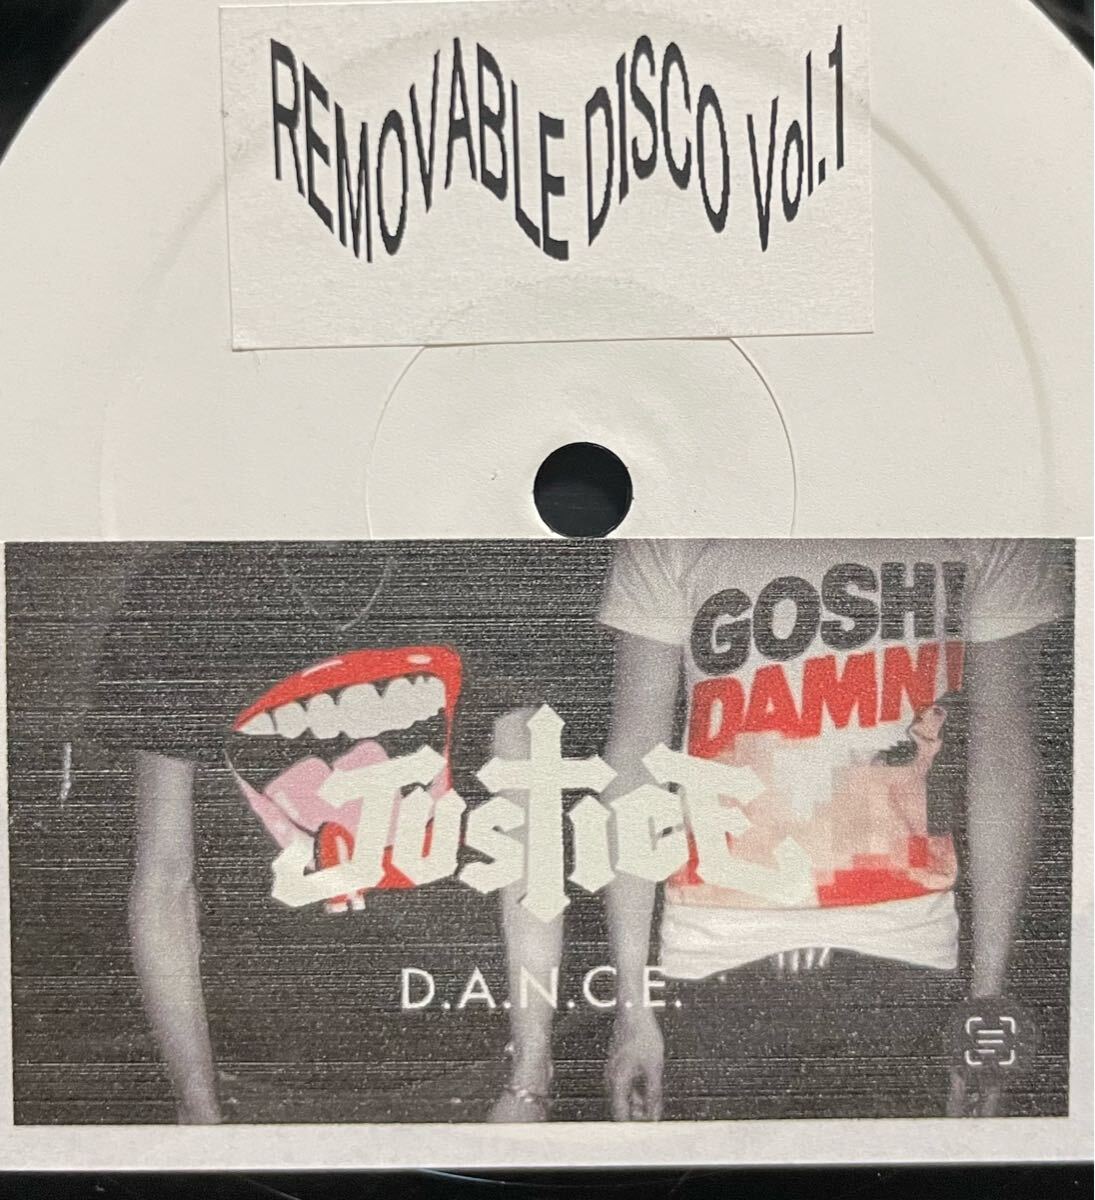 REMOVABLE DISCO Vol.1
GOSH!
DAMN!
JUSTICE
D.A.N.C.E.